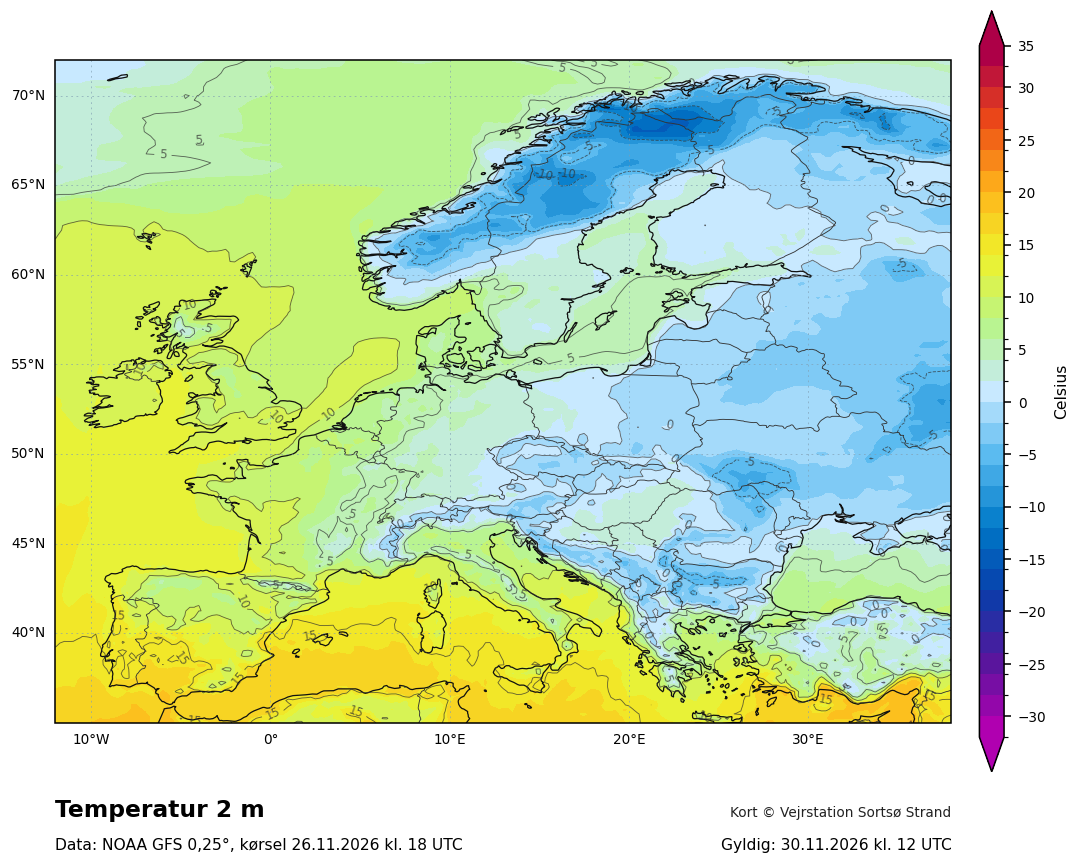 70°N
65°N
60°N
55°N
50°N
45°N
40°N
10°W
0°
10°E
20°E
30°E
35
30
25
20
15
10
5
0
−5
−10
−15
−20
−25
−30
Celsius
Temperatur 2 m
Kort © Vejrstation Sortsø Strand
Data: NOAA GFS 0,25°, kørsel 26.11.2026 kl. 18 UTC
Gyldig: 30.11.2026 kl. 12 UTC